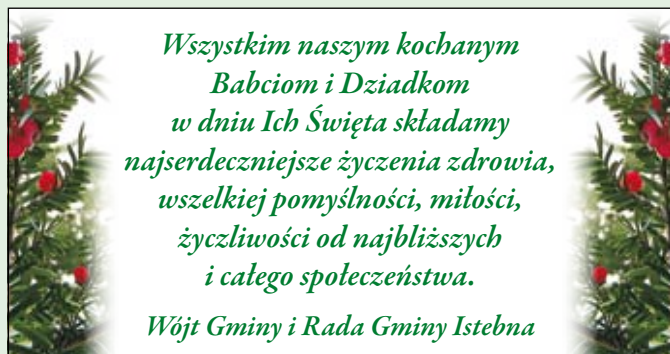 Wszystkim naszym kochanym
Babciom i Dziadkom
w dniu Ich Święta składamy
najserdeczniejsze życzenia zdrowia,
wszelkiej pomyślności, miłości,
życzliwości od najbliższych
i całego społeczeństwa.
Wójt Gminy i Rada Gminy Istebna